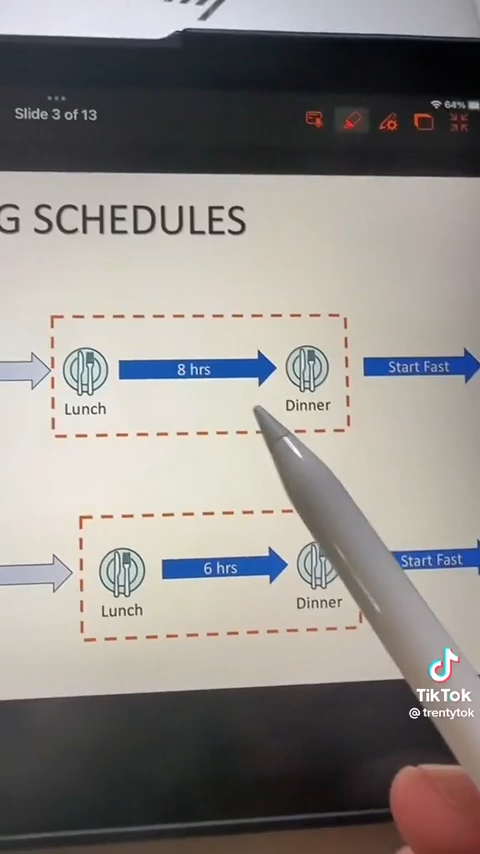 Slide 3 of 13
64%
G SCHEDULES
8 hrs
Start Fast
Lunch
Dinner
6 hrs
Start Fast
Lunch
Dinner
TikTok
@trentytok